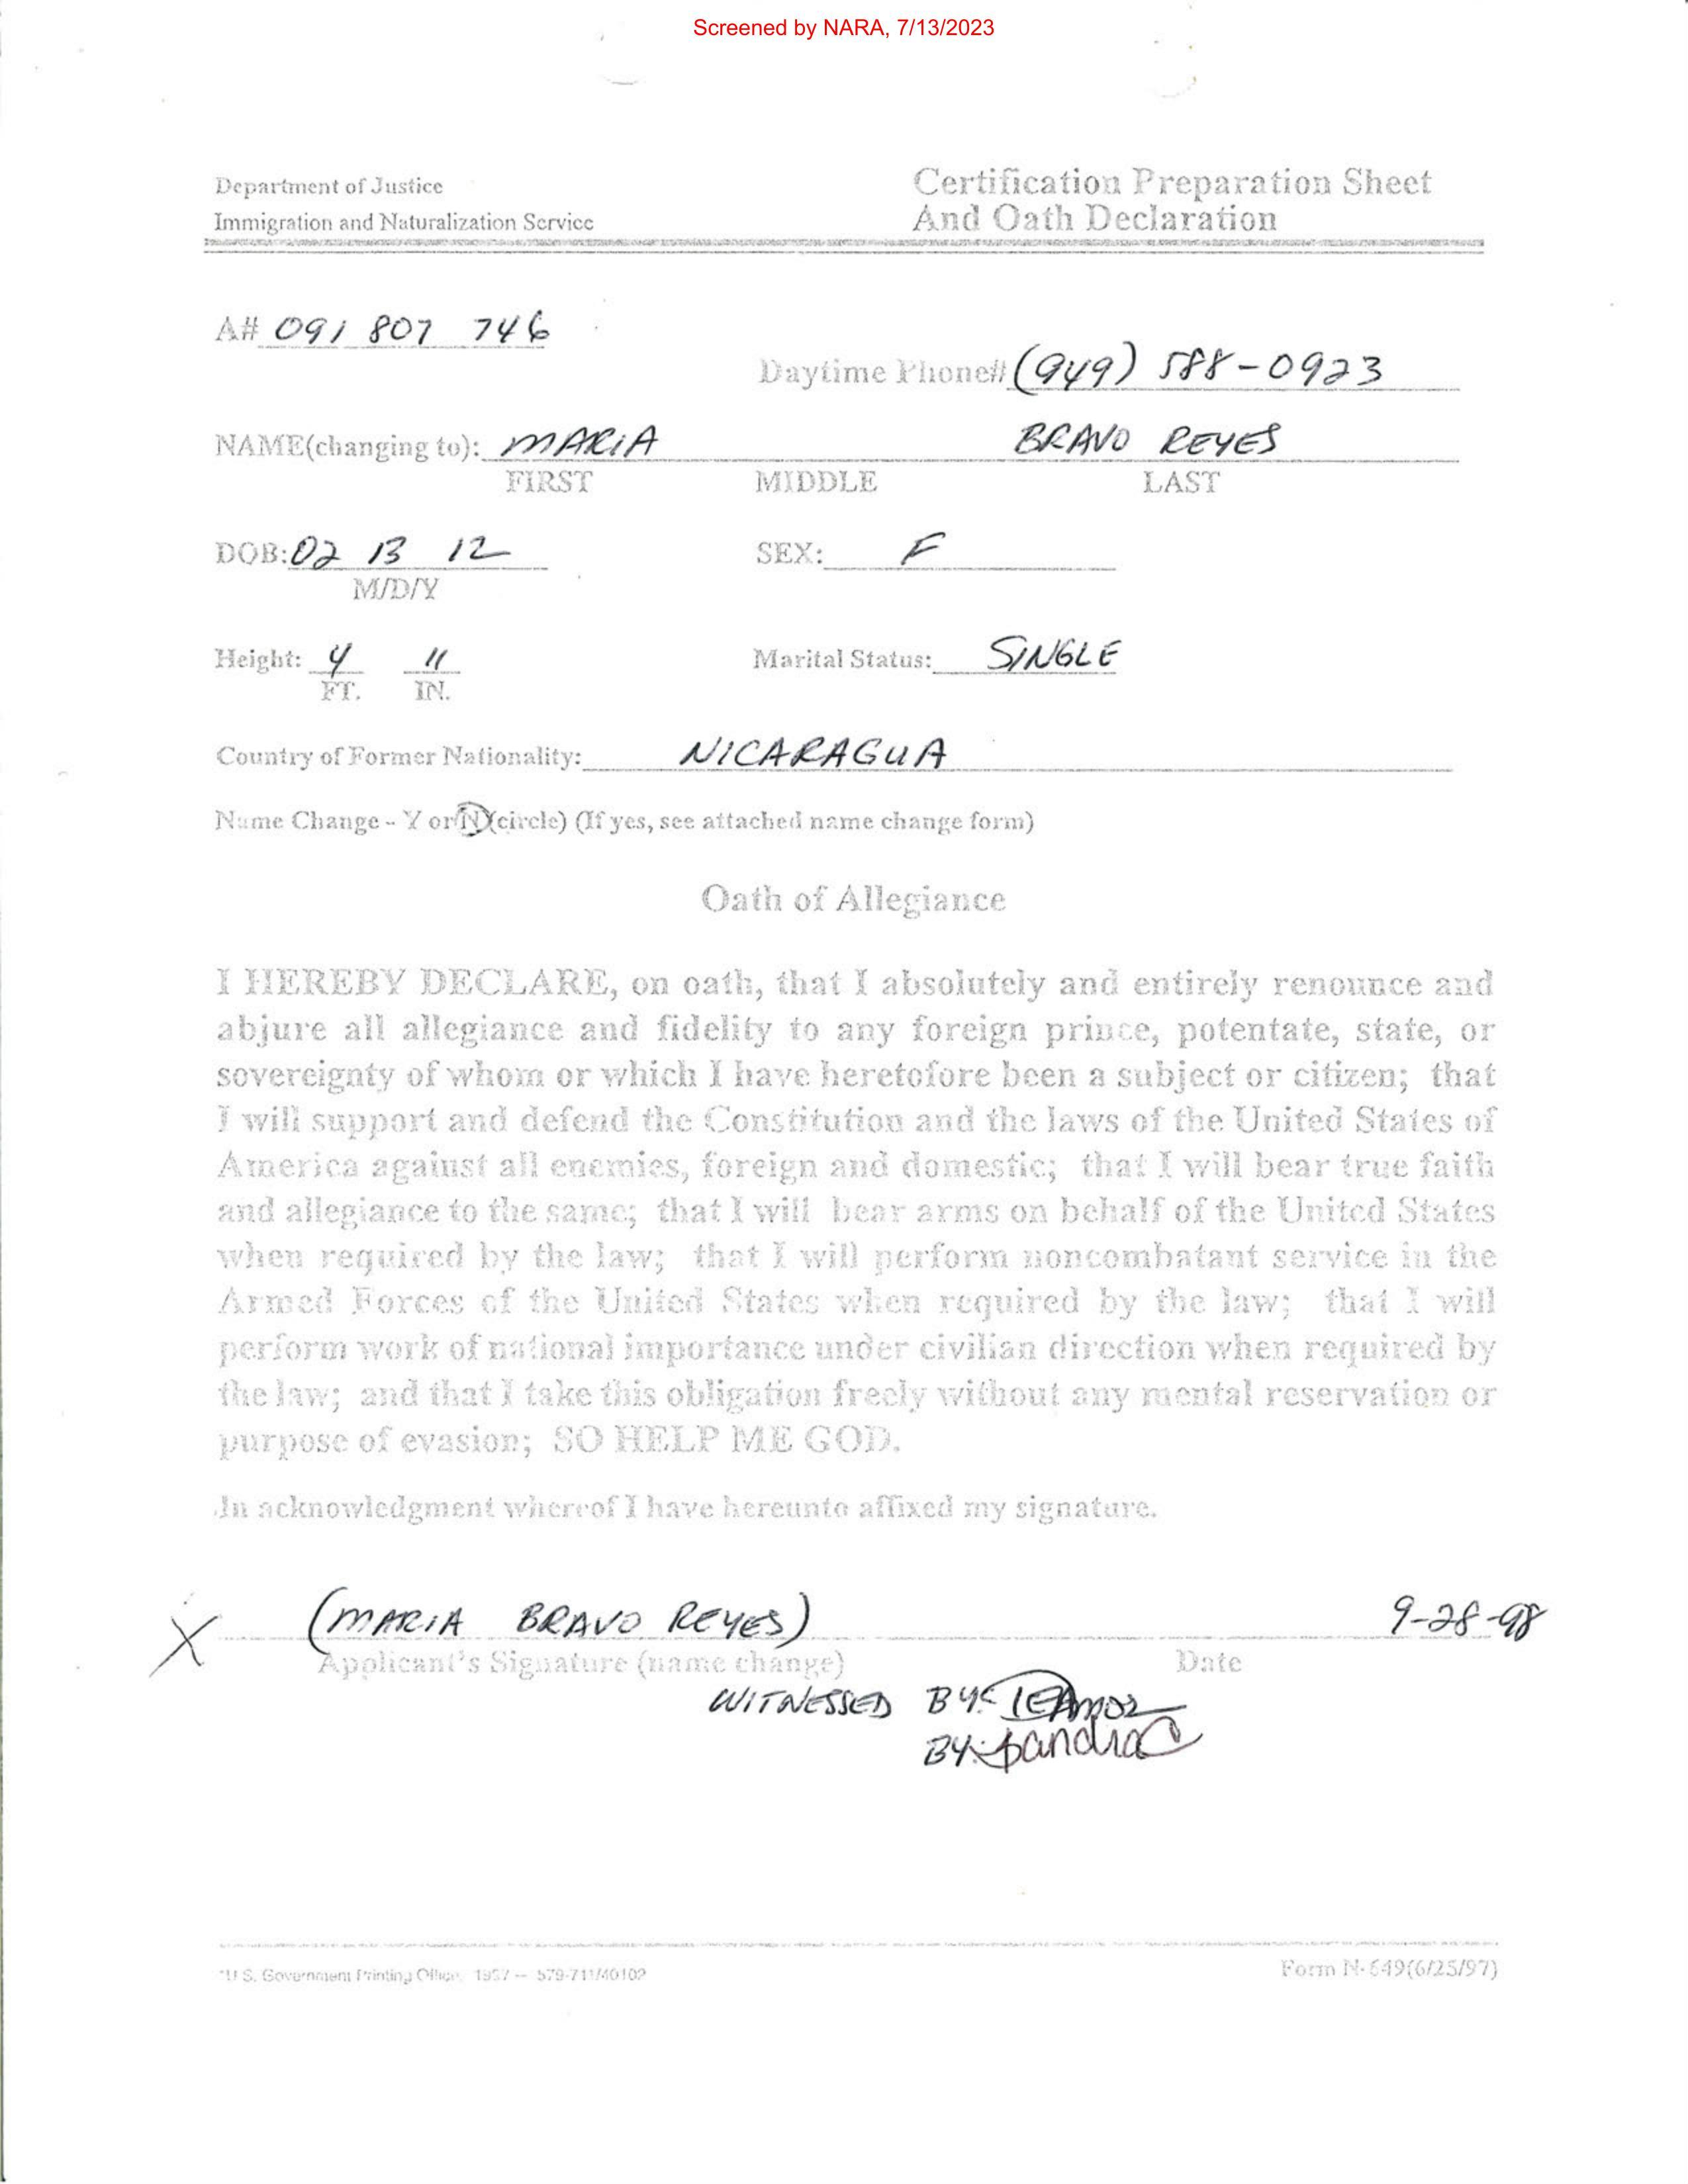 Screened by NARA, 7/13/2023
Department of Justice
Immigration and Naturalization Service
Certification Preparation Sheet
And Oath Declaration
A# 091 807 746
Daytime Phone# (949) 588-0923
NAME(changing to): MARIA BRAVO REYES
FIRST MIDDLE LAST
DOB: 02 13 12 SEX: F
M/D/Y
Height: 4 11 Marital Status: SINGLE
FT. IN.
Country of Former Nationality: NICARAGUA
Name Change - Y or N (circle) (If yes, see attached name change form)
Oath of Allegiance
I HEREBY DECLARE, on oath, that I absolutely and entirely renounce and
abjure all allegiance and fidelity to any foreign prince, potentate, state, or
sovereignty of whom or which I have heretofore been a subject or citizen; that
I will support and defend the Constitution and the laws of the United States of
America against all enemies, foreign and domestic; that I will bear true faith
and allegiance to the same; that I will bear arms on behalf of the United States
when required by the law; that I will perform noncombatant service in the
Armed Forces of the United States when required by the law; that I will
perform work of national importance under civilian direction when required by
the law; and that I take this obligation freely without any mental reservation or
purpose of evasion; SO HELP ME GOD.
In acknowledgment whereof I have hereunto affixed my signature.
X (MARIA BRAVO REYES) 9-28-98
Applicant's Signature (name change) Date
WITNESSED BY:
BY: Sandra
*U.S. Government Printing Office: 1997 -- 579-711/40102
Form N-649(6/25/97)